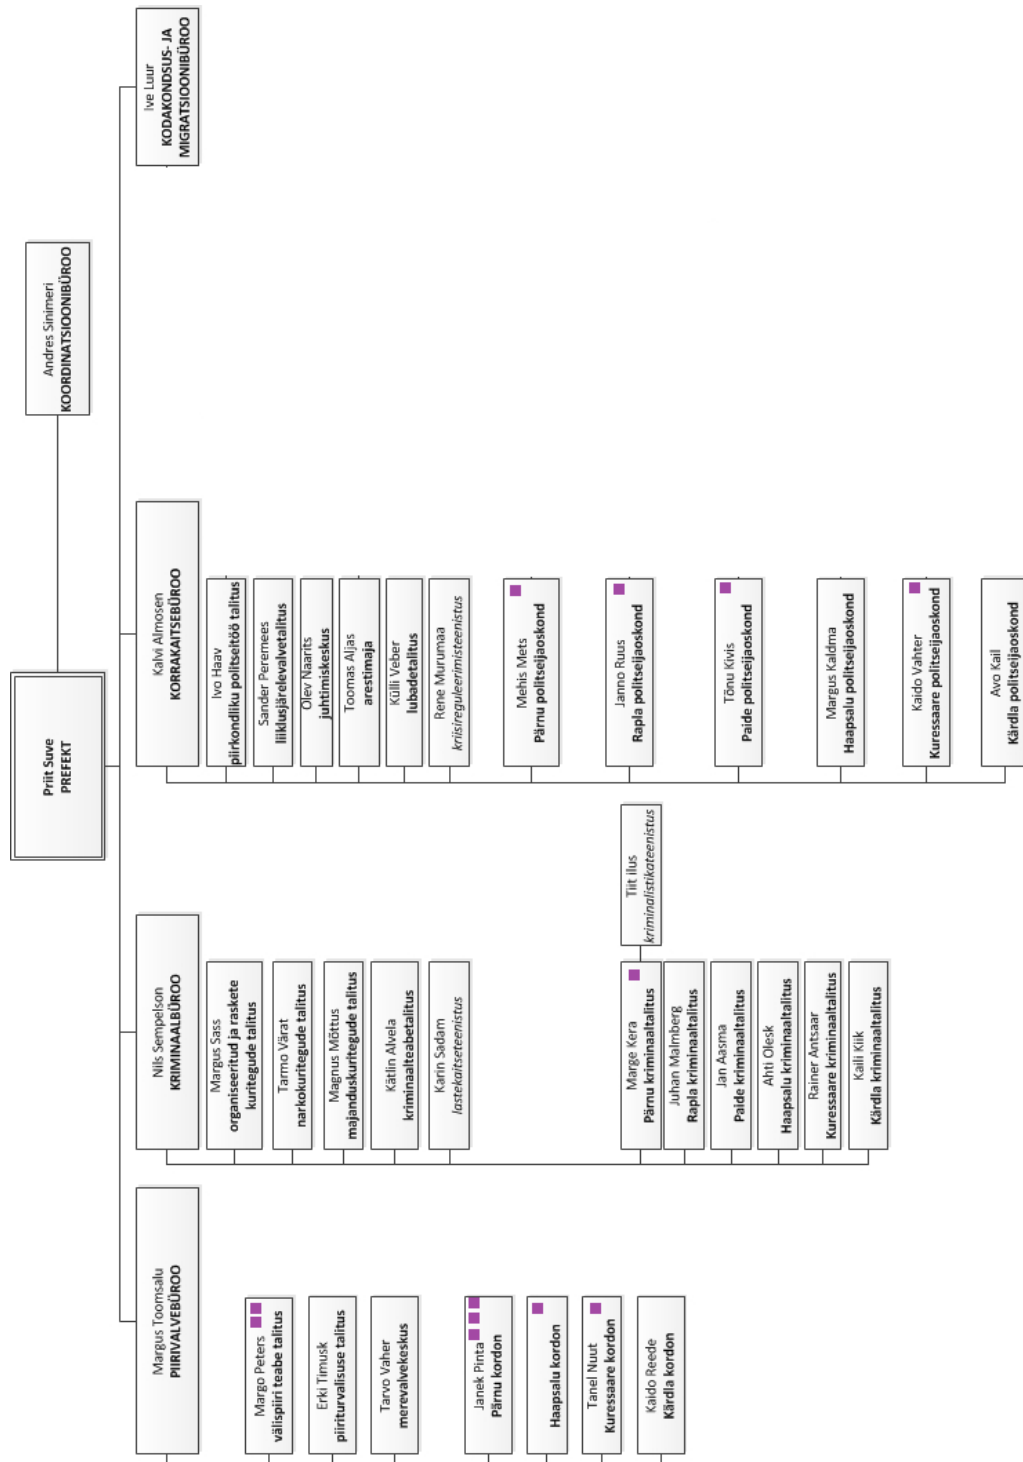 Priit Suve
PREFEKT
Andres Sinimeri
KOORDINATSIOONIBÜROO
Margus Toomsalu
PIIRIVALVEBÜROO
Margo Peters
välispiiri teabe talitus
Erki Timusk
piirituvalisuse talitus
Tarvo Vaher
merevalvekeskus
Janek Pinta
Pärnu kordon
Haapsalu kordon
Tanel Nuut
Kuressaare kordon
Kaido Reede
Kärdla kordon
Nils Sempelson
KRIMINAALBÜROO
Margus Sass
organiseeritud ja raskete
kuritegude talitus
Tarmo Värat
narkokuritegude talitus
Magnus Mõttus
majanduskuritegude talitus
Kätlin Alvela
kriminaalteabetalitus
Karin Sadam
lastekaitseteenistus
Marge Kera
Pärnu kriminaaltalitus
Tiit ilus
kriminalistikateenistus
Juhan Malmberg
Rapla kriminaaltalitus
Jan Aasma
Paide kriminaaltalitus
Ahti Olesk
Haapsalu kriminaaltalitus
Rainer Antsaar
Kuressaare kriminaaltalitus
Kaili Kiik
Kärdla kriminaaltalitus
Kalvi Almosen
KORRAKAITSEBÜROO
Ivo Haav
piirkondliku politseitöö talitus
Sander Peremees
liiklusjärelevalvetalitus
Olev Naarits
juhtimiskeskus
Toomas Aljas
arestimaja
Külli Veber
lubadetalitus
Rene Murumaa
kriisireguleerimisteenistus
Mehis Mets
Pärnu politseijaoskond
Janno Ruus
Rapla politseijaoskond
Tõnu Kivis
Paide politseijaoskond
Margus Kaldma
Haapsalu politseijaoskond
Kaido Vahter
Kuressaare politseijaoskond
Avo Kail
Kärdla politseijaoskond
Ive Luur
KODAKONDSUS- JA
MIGRATSIOONIBÜROO